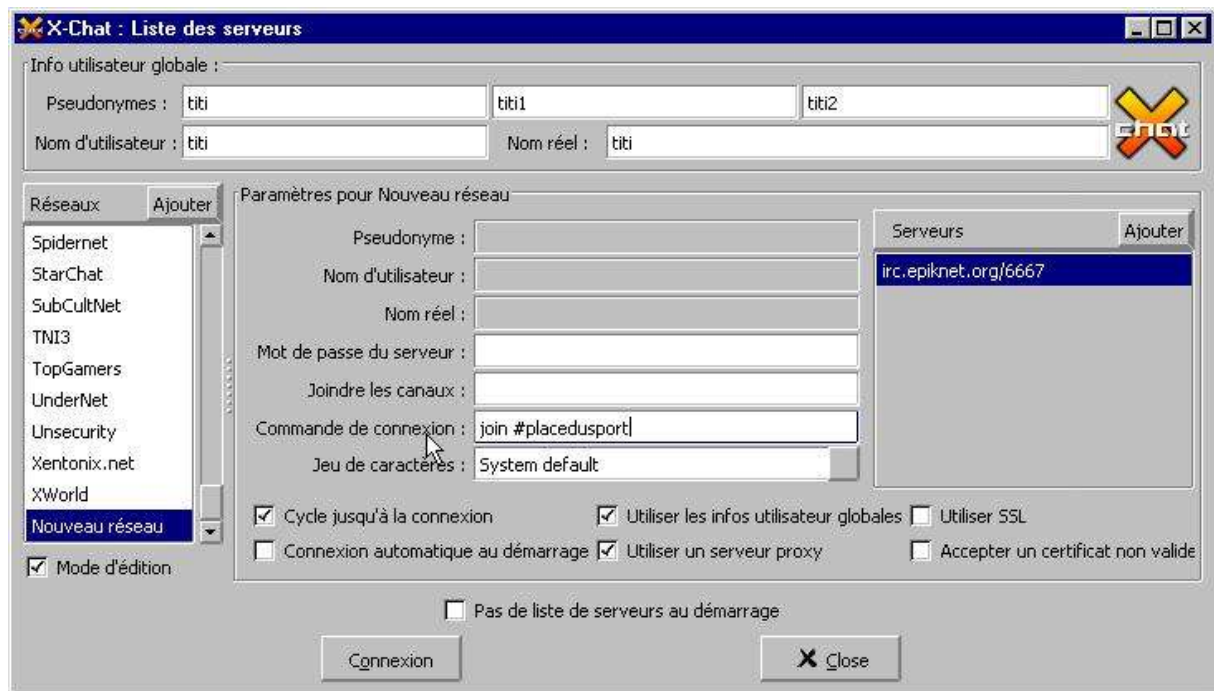 X-Chat : Liste des serveurs
Info utilisateur globale :
Pseudonymes : titi titi1 titi2
Nom d'utilisateur : titi Nom réel : titi
X chat
Réseaux Ajouter
Spidernet
StarChat
SubCultNet
TNI3
TopGamers
UnderNet
Unsecurity
Xentonix.net
XWorld
Nouveau réseau
Mode d'édition
Paramètres pour Nouveau réseau
Pseudonyme :
Nom d'utilisateur :
Nom réel :
Mot de passe du serveur :
Joindre les canaux :
Commande de connexion : join #placedusport
Jeu de caractères : System default
Serveurs Ajouter
irc.epiknet.org/6667
Cycle jusqu'à la connexion Utiliser les infos utilisateur globales Utiliser SSL
Connexion automatique au démarrage Utiliser un serveur proxy Accepter un certificat non valide
Pas de liste de serveurs au démarrage
Connexion Close